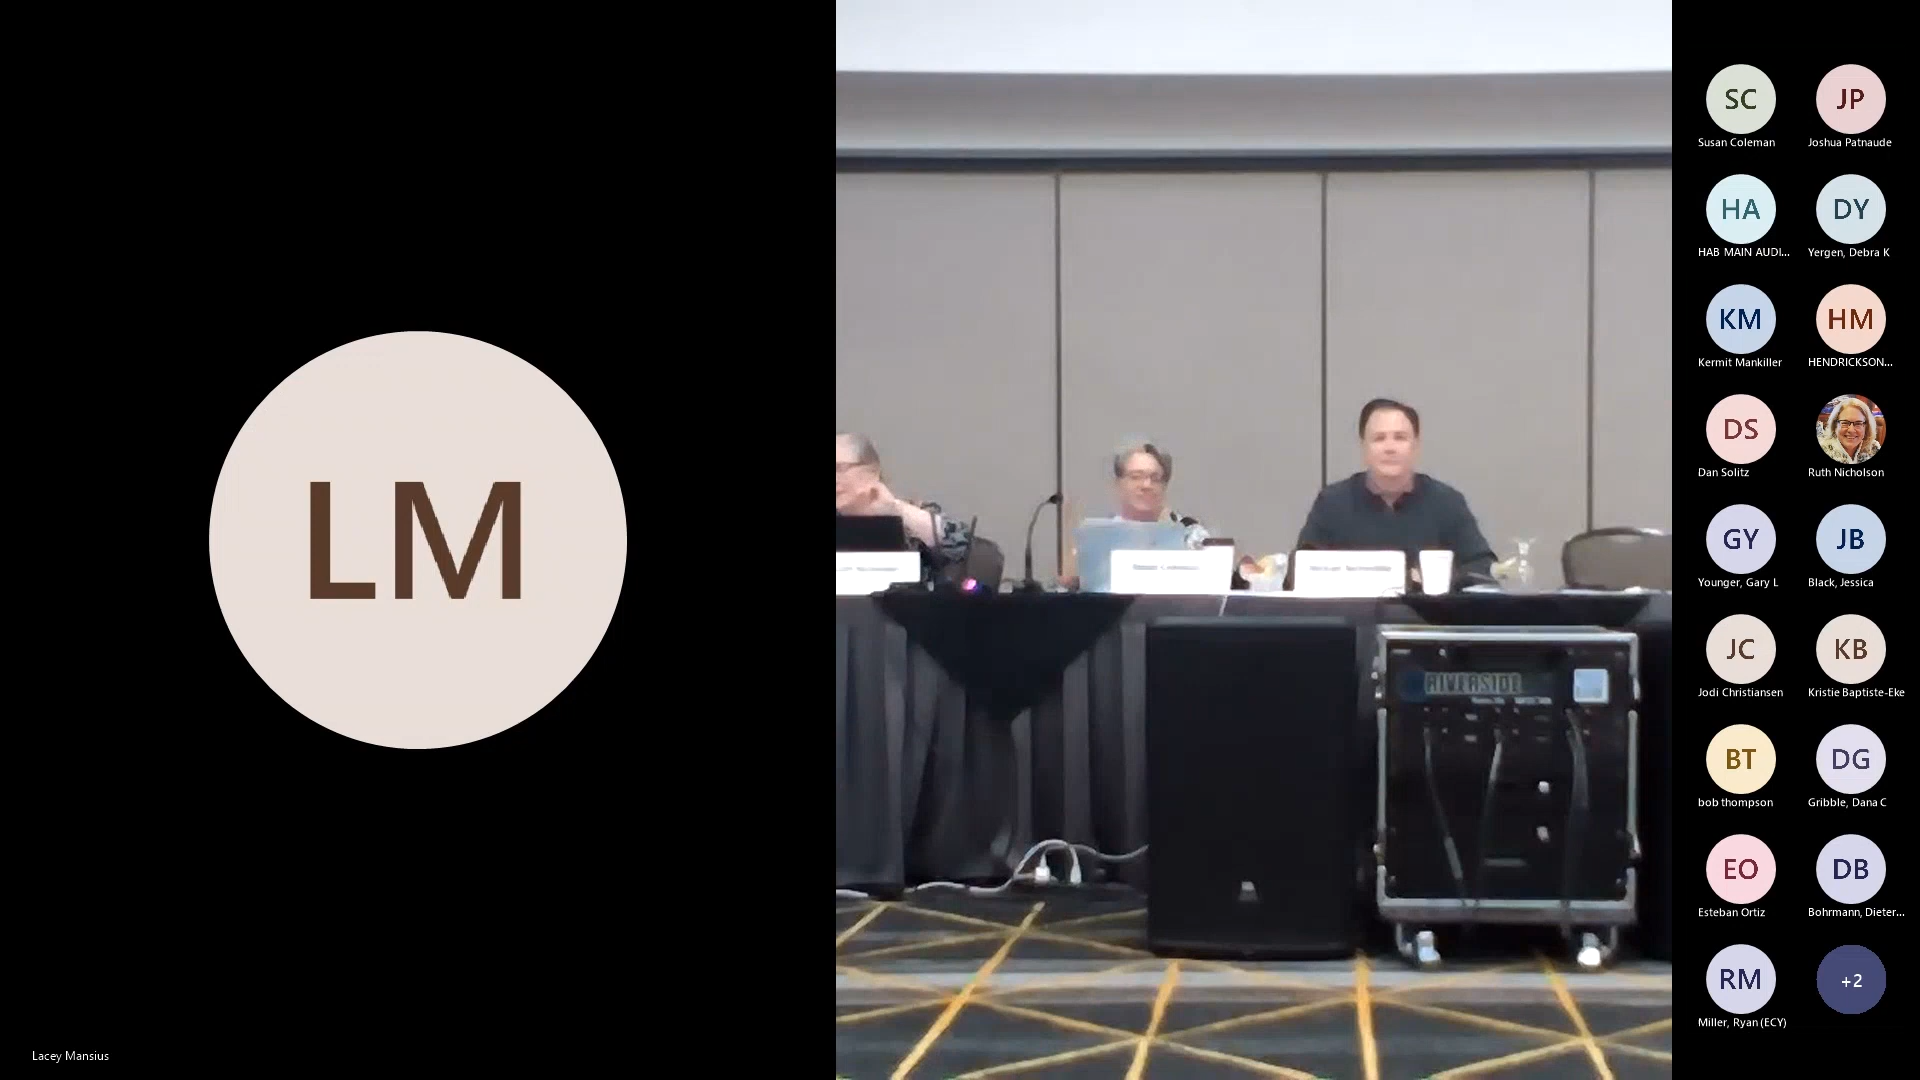 LM
Lacey Mansius
RIVERSIDE
SC
JP
Susan Coleman
Joshua Patnaude
HA
DY
HAB MAIN AUDI...
Yergen, Debra K
KM
HM
Kermit Mankiller
HENDRICKSON...
DS
Dan Solitz
Ruth Nicholson
GY
JB
Younger, Gary L
Black, Jessica
JC
KB
Jodi Christiansen
Kristie Baptiste-Eke
BT
DG
bob thompson
Gribble, Dana C
EO
DB
Esteban Ortiz
Bohrmann, Dieter...
RM
+2
Miller, Ryan (ECY)